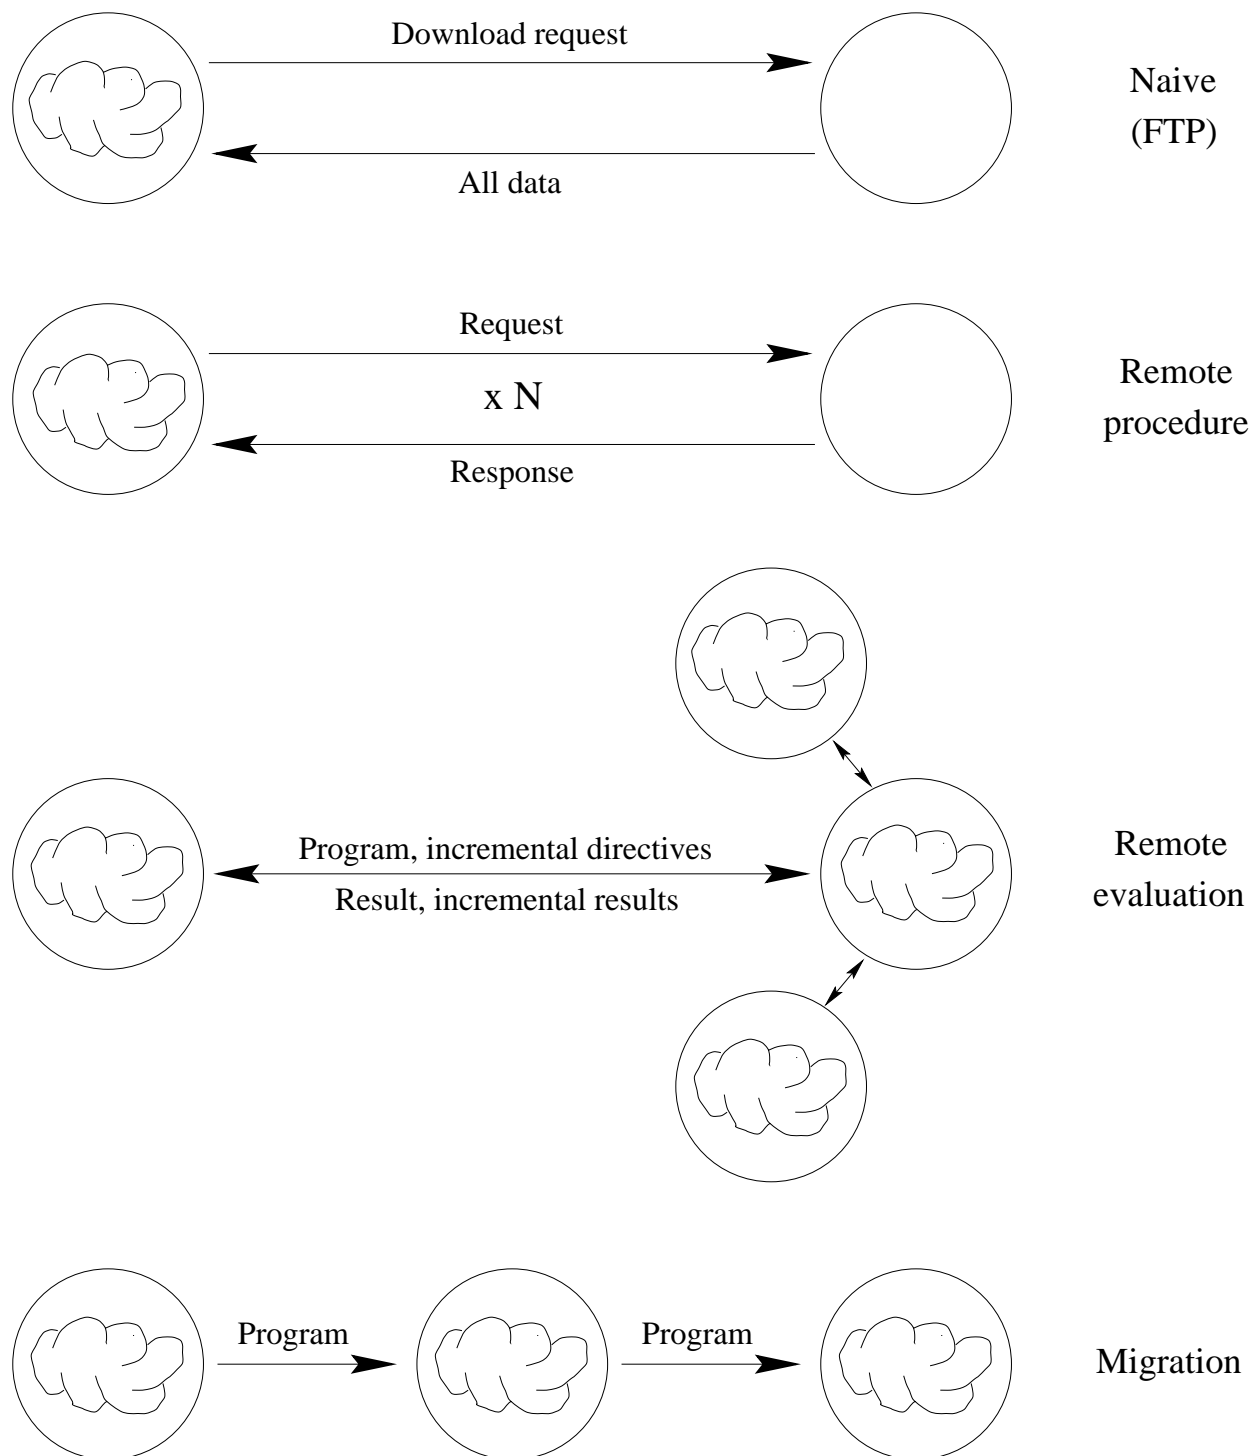 Download request
All data
Naive
(FTP)
Request
x N
Response
Remote
procedure
Program, incremental directives
Result, incremental results
Remote
evaluation
Program
Program
Migration